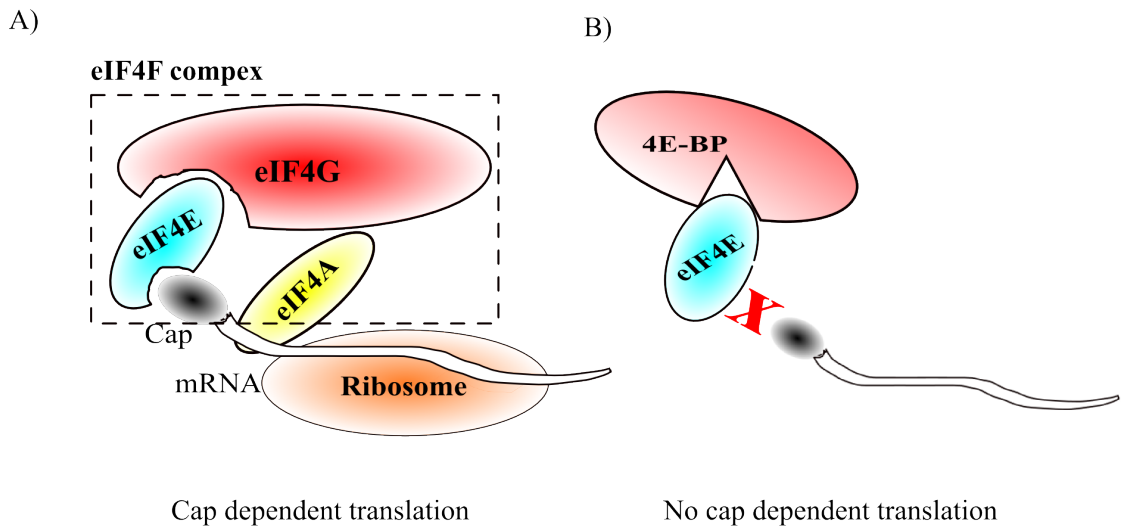 A)
eIF4F compex
eIF4G
eIF4E
eIF4A
Cap
mRNA
Ribosome
Cap dependent translation
B)
4E-BP
eIF4E
X
No cap dependent translation